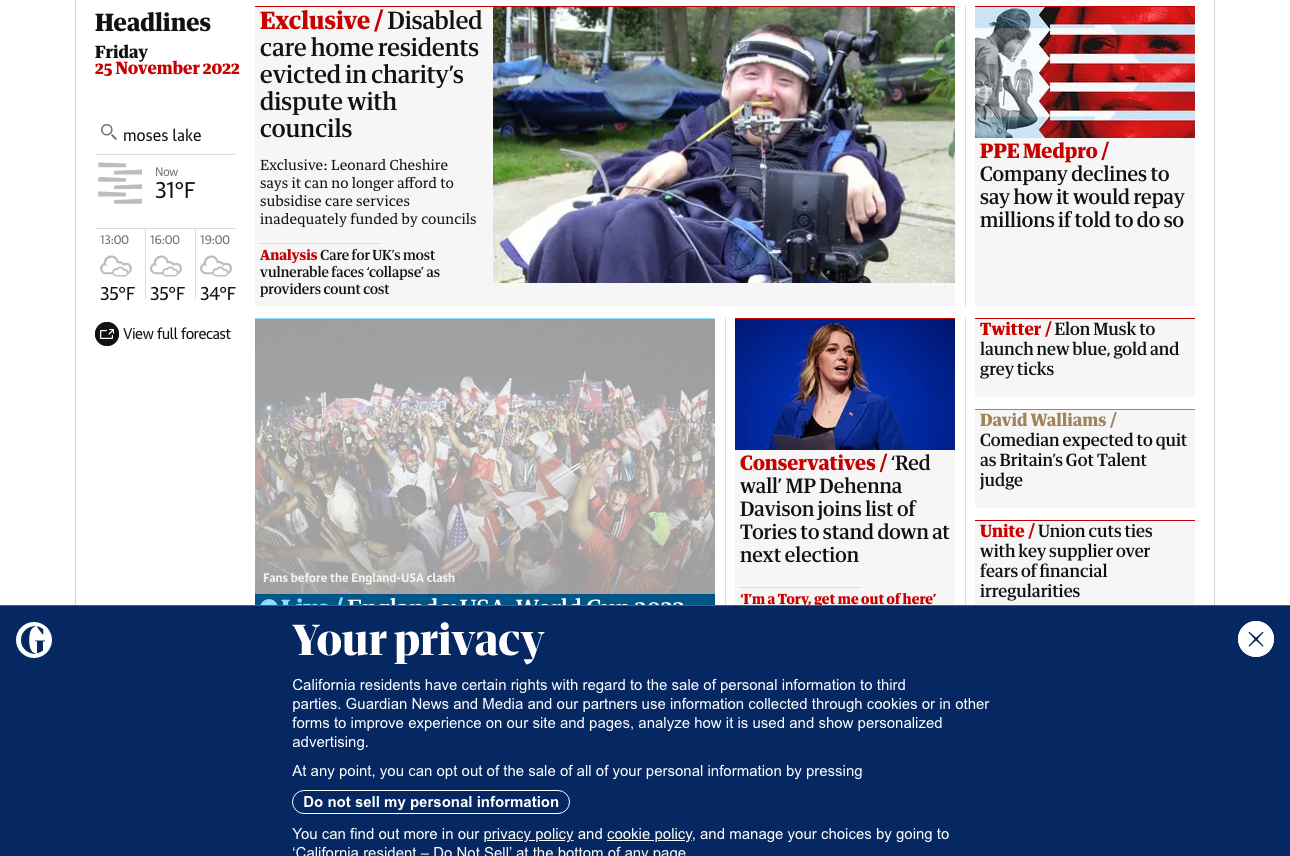 Headlines
Friday
25 November 2022
moses lake
Now
31°F
13:00
16:00
19:00
35°F
35°F
34°F
View full forecast
Exclusive / Disabled
care home residents
evicted in charity’s
dispute with
councils
Exclusive: Leonard Cheshire
says it can no longer afford to
subsidise care services
inadequately funded by councils
Analysis Care for UK’s most
vulnerable faces ‘collapse’ as
providers count cost
PPE Medpro /
Company declines to
say how it would repay
millions if told to do so
Fans before the England-USA clash
Live / England v USA: World Cup 2022
Conservatives / ‘Red
wall’ MP Dehenna
Davison joins list of
Tories to stand down at
next election
‘I’m a Tory, get me out of here’
Twitter / Elon Musk to
launch new blue, gold and
grey ticks
David Walliams /
Comedian expected to quit
as Britain’s Got Talent
judge
Unite / Union cuts ties
with key supplier over
fears of financial
irregularities
G
Your privacy
California residents have certain rights with regard to the sale of personal information to third
parties. Guardian News and Media and our partners use information collected through cookies or in other
forms to improve experience on our site and pages, analyze how it is used and show personalized
advertising.
At any point, you can opt out of the sale of all of your personal information by pressing
Do not sell my personal information
You can find out more in our privacy policy and cookie policy, and manage your choices by going to
‘California resident – Do Not Sell’ at the bottom of any page.